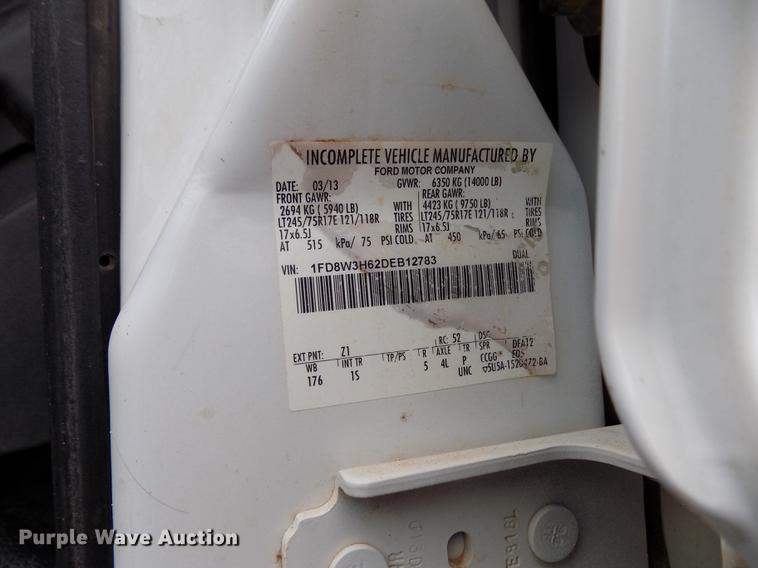 INCOMPLETE VEHICLE MANUFACTURED BY
FORD MOTOR COMPANY
DATE: 03/13 GVWR: 6350 KG (14000 LB)
FRONT GAWR: REAR GAWR:
2694 KG ( 5940 LB) WITH 4423 KG ( 9750 LB) WITH
LT245/75R17E 121/118R TIRES LT245/75R17E 121/118R TIRES
17x6.5J RIMS 17x6.5J RIMS
AT 515 kPa/ 75 PSI COLD AT 450 kPa/ 65 PSI COLD
DUAL
VIN: 1FD8W3H62DEB12783
EXT PNT: Z1 RC: 52 DSO:
WB INT TR TP/PS R AXLE TR SPR DFA12
176 1S 5 4L P CCGG
UNC
Purple Wave Auction